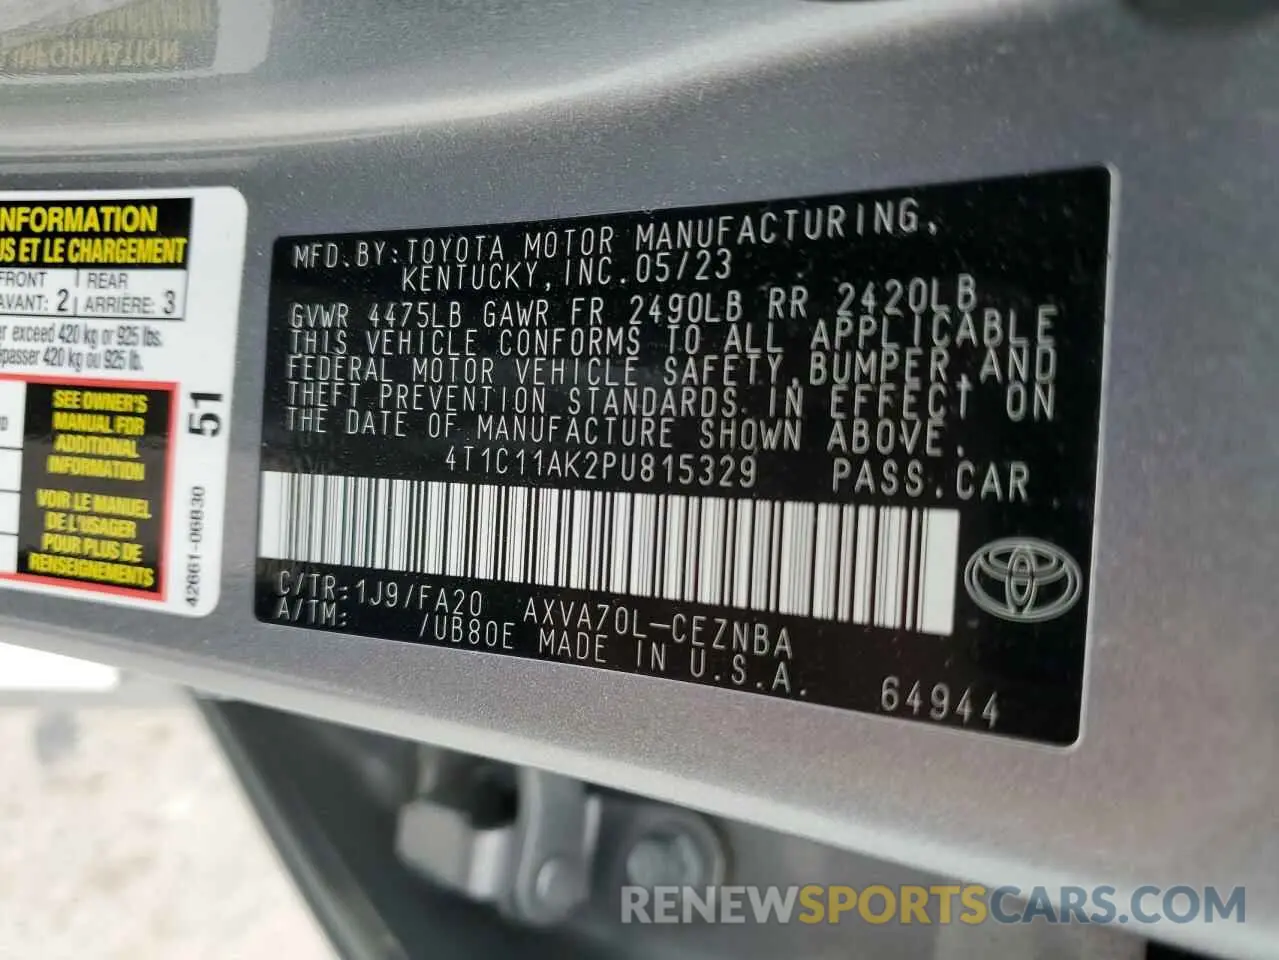 INFORMATION
NFORMATION
US ET LE CHARGEMENT
FRONT REAR
AVANT: 2 ARRIÈRE: 3
er exceed 420 kg or 925 lbs.
épasser 420 kg ou 925 lb.
SEE OWNER'S
MANUAL FOR
ADDITIONAL
INFORMATION
VOIR LE MANUEL
DE L'USAGER
POUR PLUS DE
RENSEIGNEMENTS
51
42661-06B30
MFD. BY: TOYOTA MOTOR MANUFACTURING,
KENTUCKY, INC. 05/23
GVWR 4475LB GAWR FR 2490LB RR 2420LB
THIS VEHICLE CONFORMS TO ALL APPLICABLE
FEDERAL MOTOR VEHICLE SAFETY, BUMPER, AND
THEFT PREVENTION STANDARDS IN EFFECT ON
THE DATE OF MANUFACTURE SHOWN ABOVE.
4T1C11AK2PU815329 PASS. CAR
C/TR: 1J9/FA20 AXVA70L-CEZNBA
A/TM: /UB80E MADE IN U.S.A.
64944
RENEWSPORTSCARS.COM